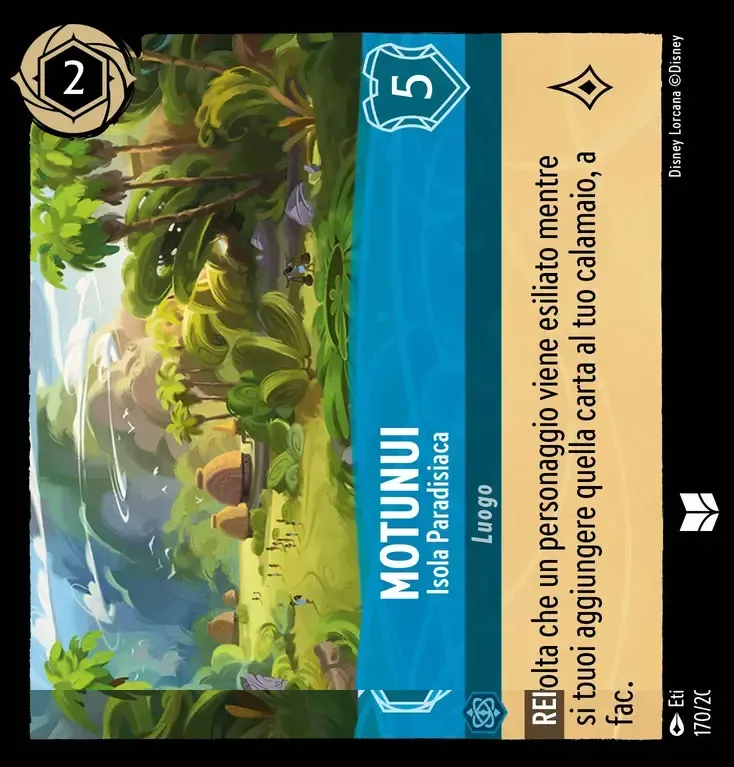 2
5
MOTUNUI
Isola Paradisiaca
Luogo
REI olta che un personaggio viene esiliato mentre
si tuoi aggiungere quella carta al tuo calamaio, a
fac.
Eti
170/20
Disney Lorcana ©Disney